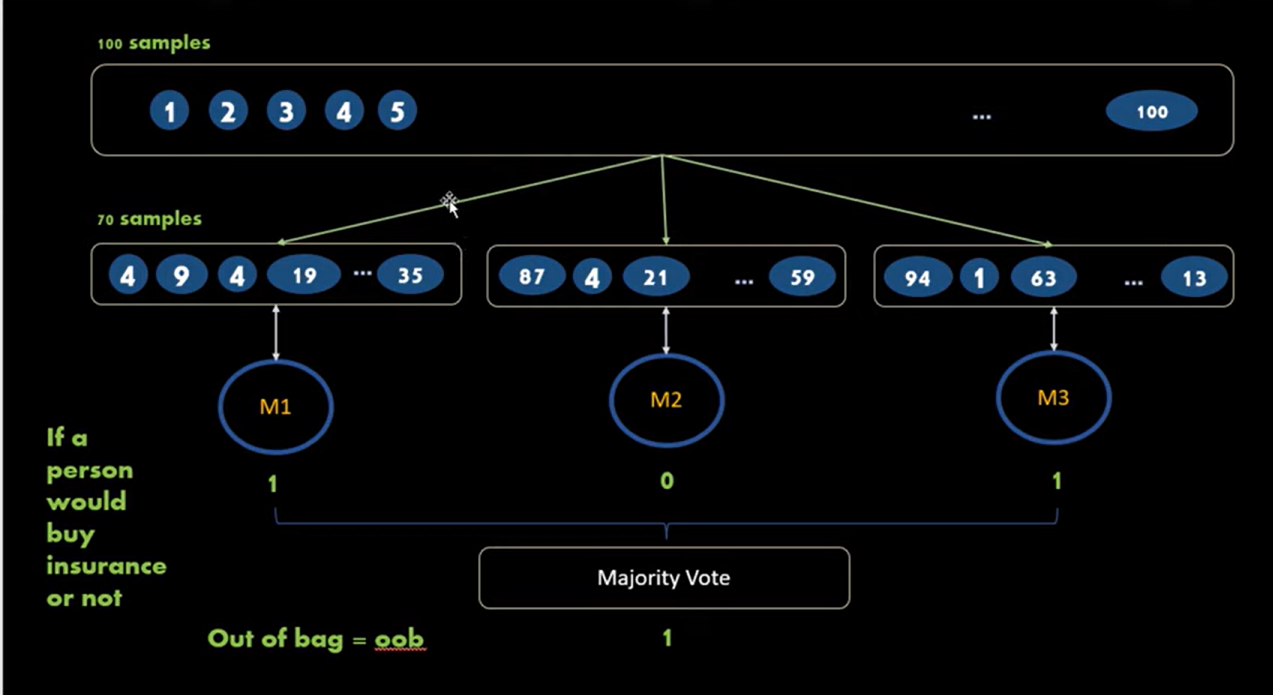 100 samples
1 2 3 4 5 ... 100
70 samples
4 9 4 19 ... 35
87 4 21 ... 59
94 1 63 ... 13
M1
M2
M3
If a
person
would
buy
insurance
or not
1
0
1
Majority Vote
Out of bag = oob
1